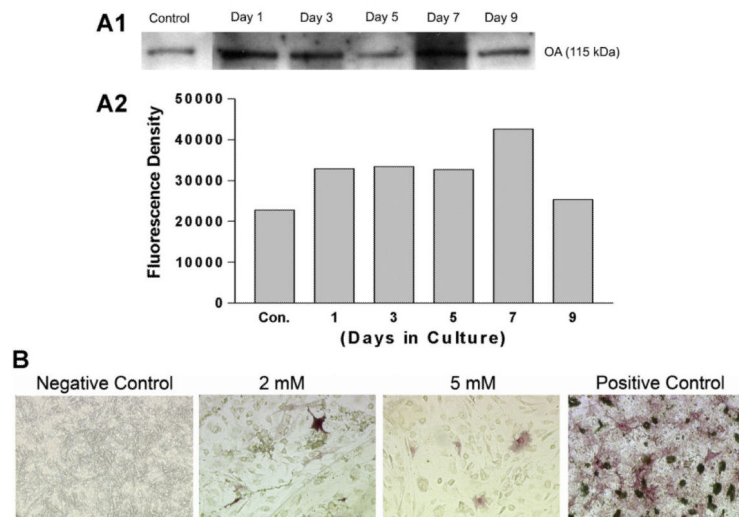 A1
Control Day 1 Day 3 Day 5 Day 7 Day 9
OA (115 kDa)
A2
50000
40000
30000
20000
10000
0
Fluorescence Density
Con. 1 3 5 7 9
(Days in Culture)
B
Negative Control 2 mM 5 mM Positive Control